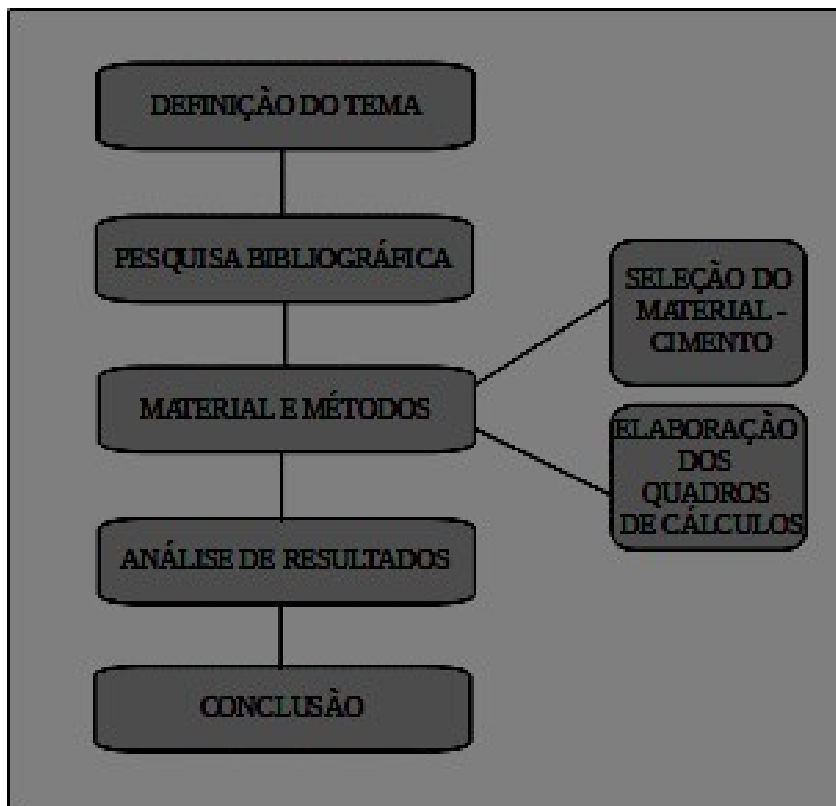 DEFINIÇÃO DO TEMA
PESQUISA BIBLIOGRÁFICA
MATERIAL E MÉTODOS
SELEÇÃO DO
MATERIAL -
CIMENTO
ELABORAÇÃO
DOS
QUADROS
DE CÁLCULOS
ANÁLISE DE RESULTADOS
CONCLUSÃO